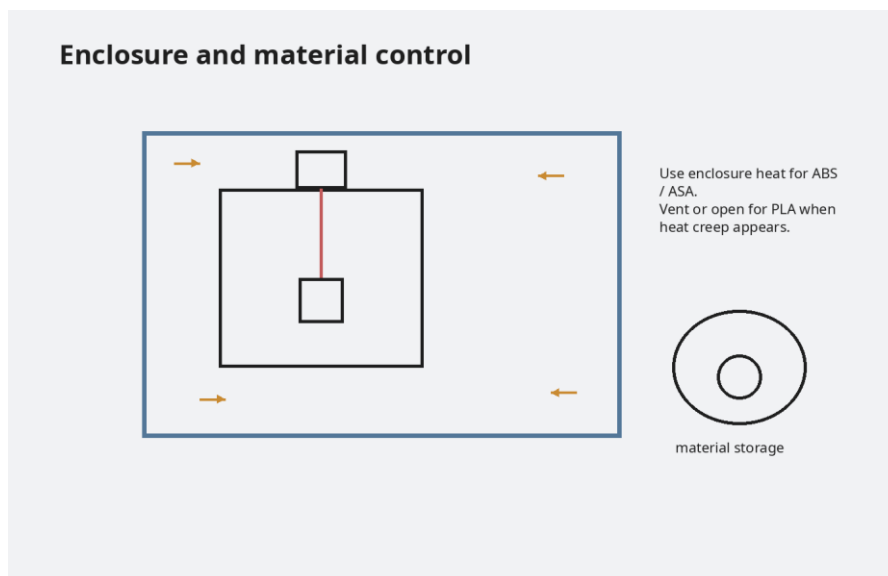 Enclosure and material control
Use enclosure heat for ABS
/ ASA.
Vent or open for PLA when
heat creep appears.
material storage